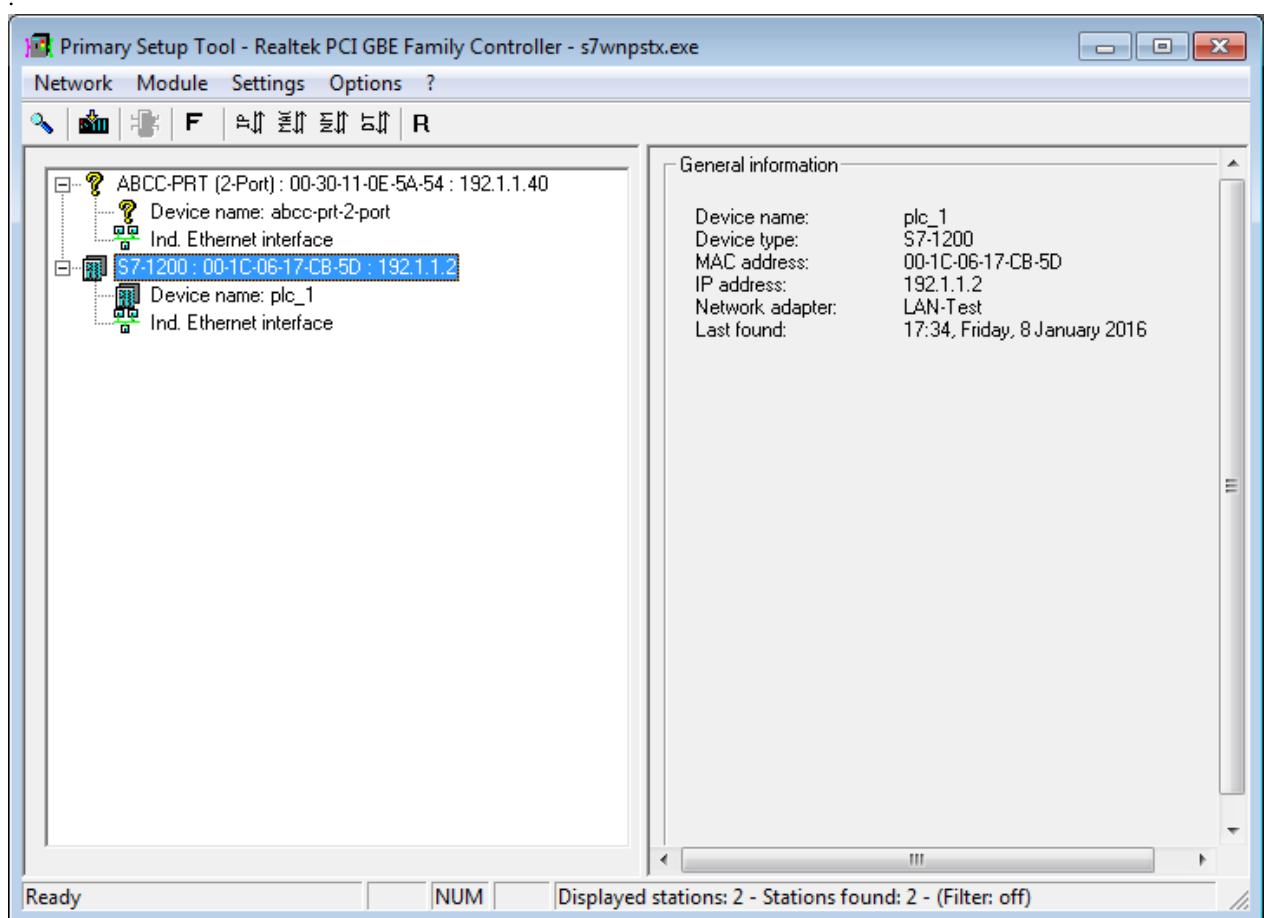 Primary Setup Tool - Realtek PCI GBE Family Controller - s7wnpstx.exe
Network Module Settings Options ?
F R
ABCC-PRT (2-Port) : 00-30-11-0E-5A-54 : 192.1.1.40
Device name: abcc-prt-2-port
Ind. Ethernet interface
S7-1200 : 00-1C-06-17-CB-5D : 192.1.1.2
Device name: plc_1
Ind. Ethernet interface
General information
Device name: plc_1
Device type: S7-1200
MAC address: 00-1C-06-17-CB-5D
IP address: 192.1.1.2
Network adapter: LAN-Test
Last found: 17:34, Friday, 8 January 2016
Ready NUM Displayed stations: 2 - Stations found: 2 - (Filter: off)